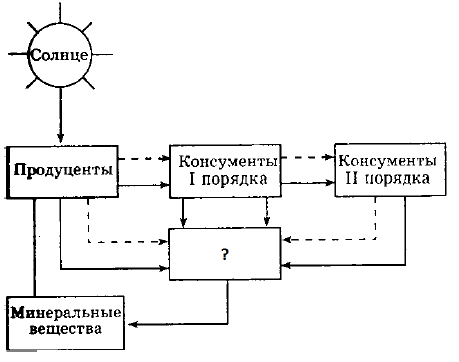 Солнце
Продуценты
Консументы
I порядка
Консументы
II порядка
?
Минеральные
вещества